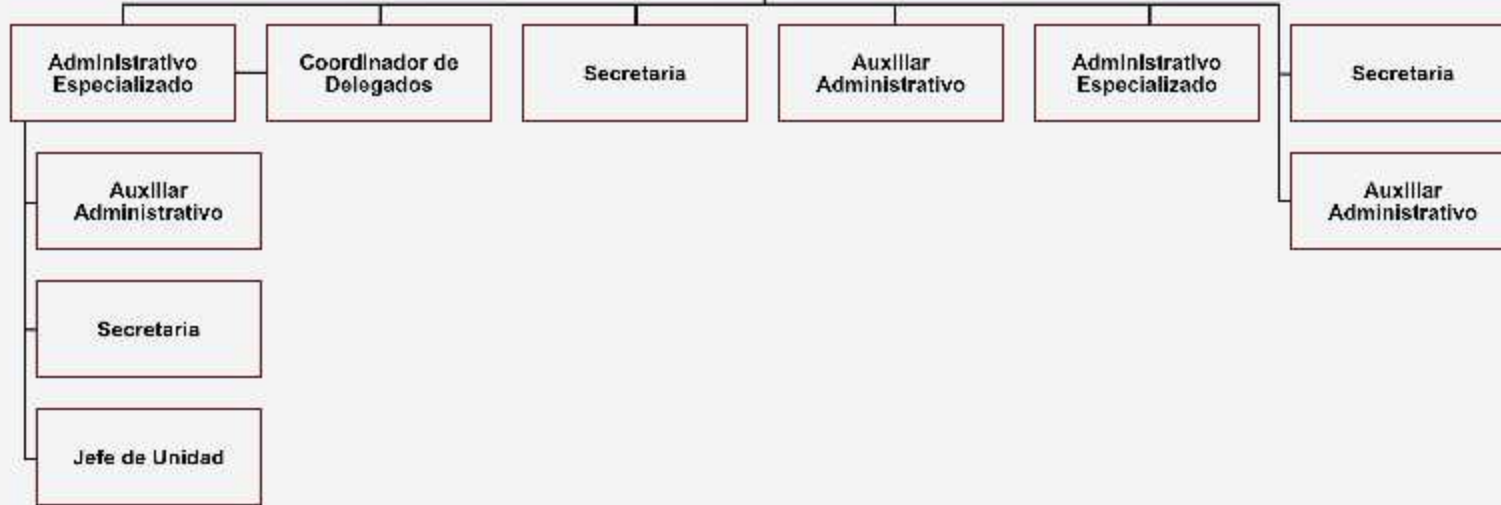 Administrativo
Especializado
Coordinador de
Delegados
Secretaria
Auxiliar
Administrativo
Administrativo
Especializado
Secretaria
Auxiliar
Administrativo
Auxiliar
Administrativo
Secretaria
Jefe de Unidad